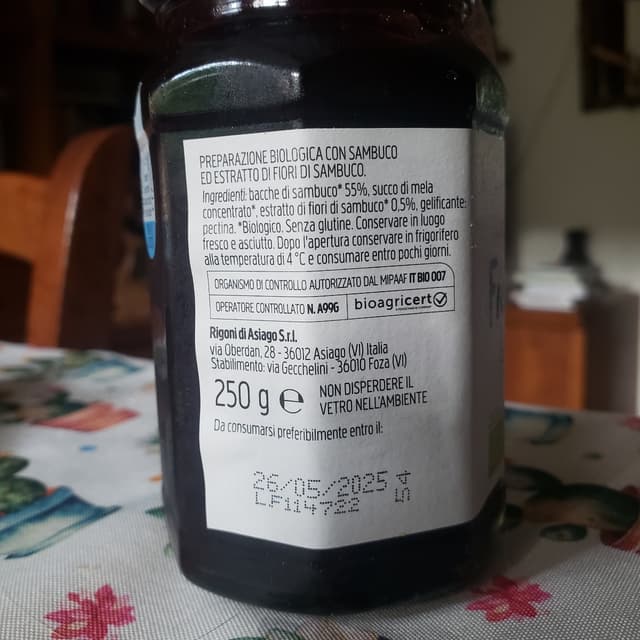 PREPARAZIONE BIOLOGICA CON SAMBUCO
ED ESTRATTO DI FIORI DI SAMBUCO.
Ingredienti: bacche di sambuco* 55%, succo di mela
concentrato*, estratto di fiori di sambuco* 0,5%, gelificante:
pectina. *Biologico. Senza glutine. Conservare in luogo
fresco e asciutto. Dopo l'apertura conservare in frigorifero
alla temperatura di 4 °C e consumare entro pochi giorni.
ORGANISMO DI CONTROLLO AUTORIZZATO DAL MIPAAF IT BIO 007
OPERATORE CONTROLLATO N. A99G
bioagricert
Rigoni di Asiago S.r.l.
via Oberdan, 28 - 36012 Asiago (VI) Italia
Stabilimento: via Gecchelini - 36010 Foza (VI)
250 g e
NON DISPERDERE IL
VETRO NELL'AMBIENTE
Da consumarsi preferibilmente entro il:
26/05/2025
LF114722
54